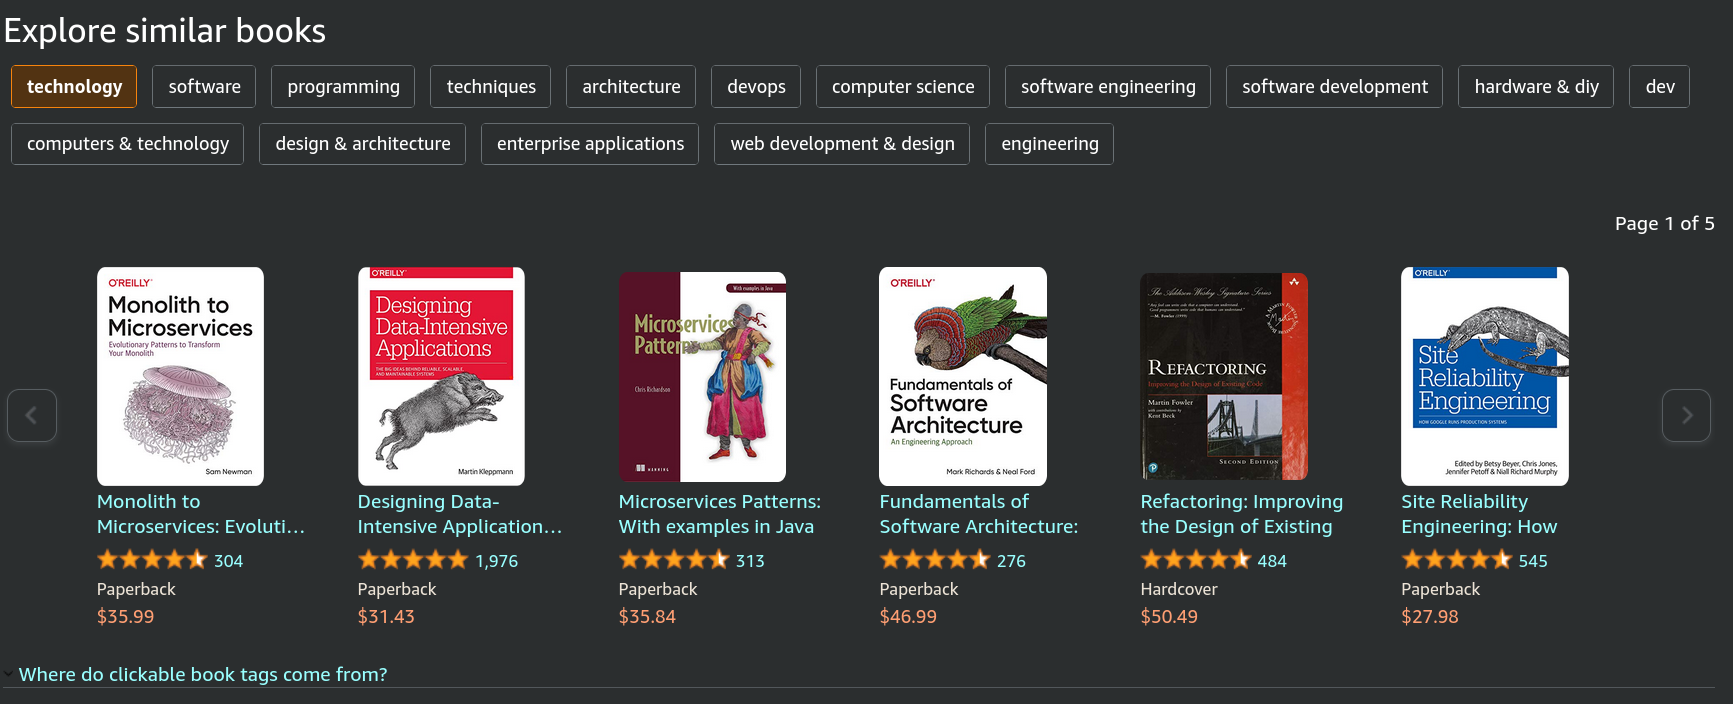 Explore similar books
technology software programming techniques architecture devops computer science software engineering software development hardware & diy dev
computers & technology design & architecture enterprise applications web development & design engineering
Page 1 of 5
O'REILLY®
Monolith to
Microservices
Evolutionary Patterns to Transform
Your Monolith
Sam Newman
O'REILLY®
Designing
Data-Intensive
Applications
THE BIG IDEAS BEHIND RELIABLE, SCALABLE,
AND MAINTAINABLE SYSTEMS
Martin Kleppmann
With examples in Java
Microservices
Patterns
Chris Richardson
MANNING
O'REILLY®
Fundamentals of
Software
Architecture
An Engineering Approach
Mark Richards & Neal Ford
The Addison Wesley Signature Series
REFACTORING
Improving the Design of Existing Code
Martin Fowler
with contributions by
Kent Beck
SECOND EDITION
O'REILLY®
Site
Reliability
Engineering
HOW GOOGLE RUNS PRODUCTION SYSTEMS
Edited by Betsy Beyer, Chris Jones,
Jennifer Petoff & Niall Richard Murphy
Monolith to
Microservices: Evoluti…
304
Paperback
$35.99
Designing Data-
Intensive Application…
1,976
Paperback
$31.43
Microservices Patterns:
With examples in Java
313
Paperback
$35.84
Fundamentals of
Software Architecture:
276
Paperback
$46.99
Refactoring: Improving
the Design of Existing
484
Hardcover
$50.49
Site Reliability
Engineering: How
545
Paperback
$27.98
Where do clickable book tags come from?